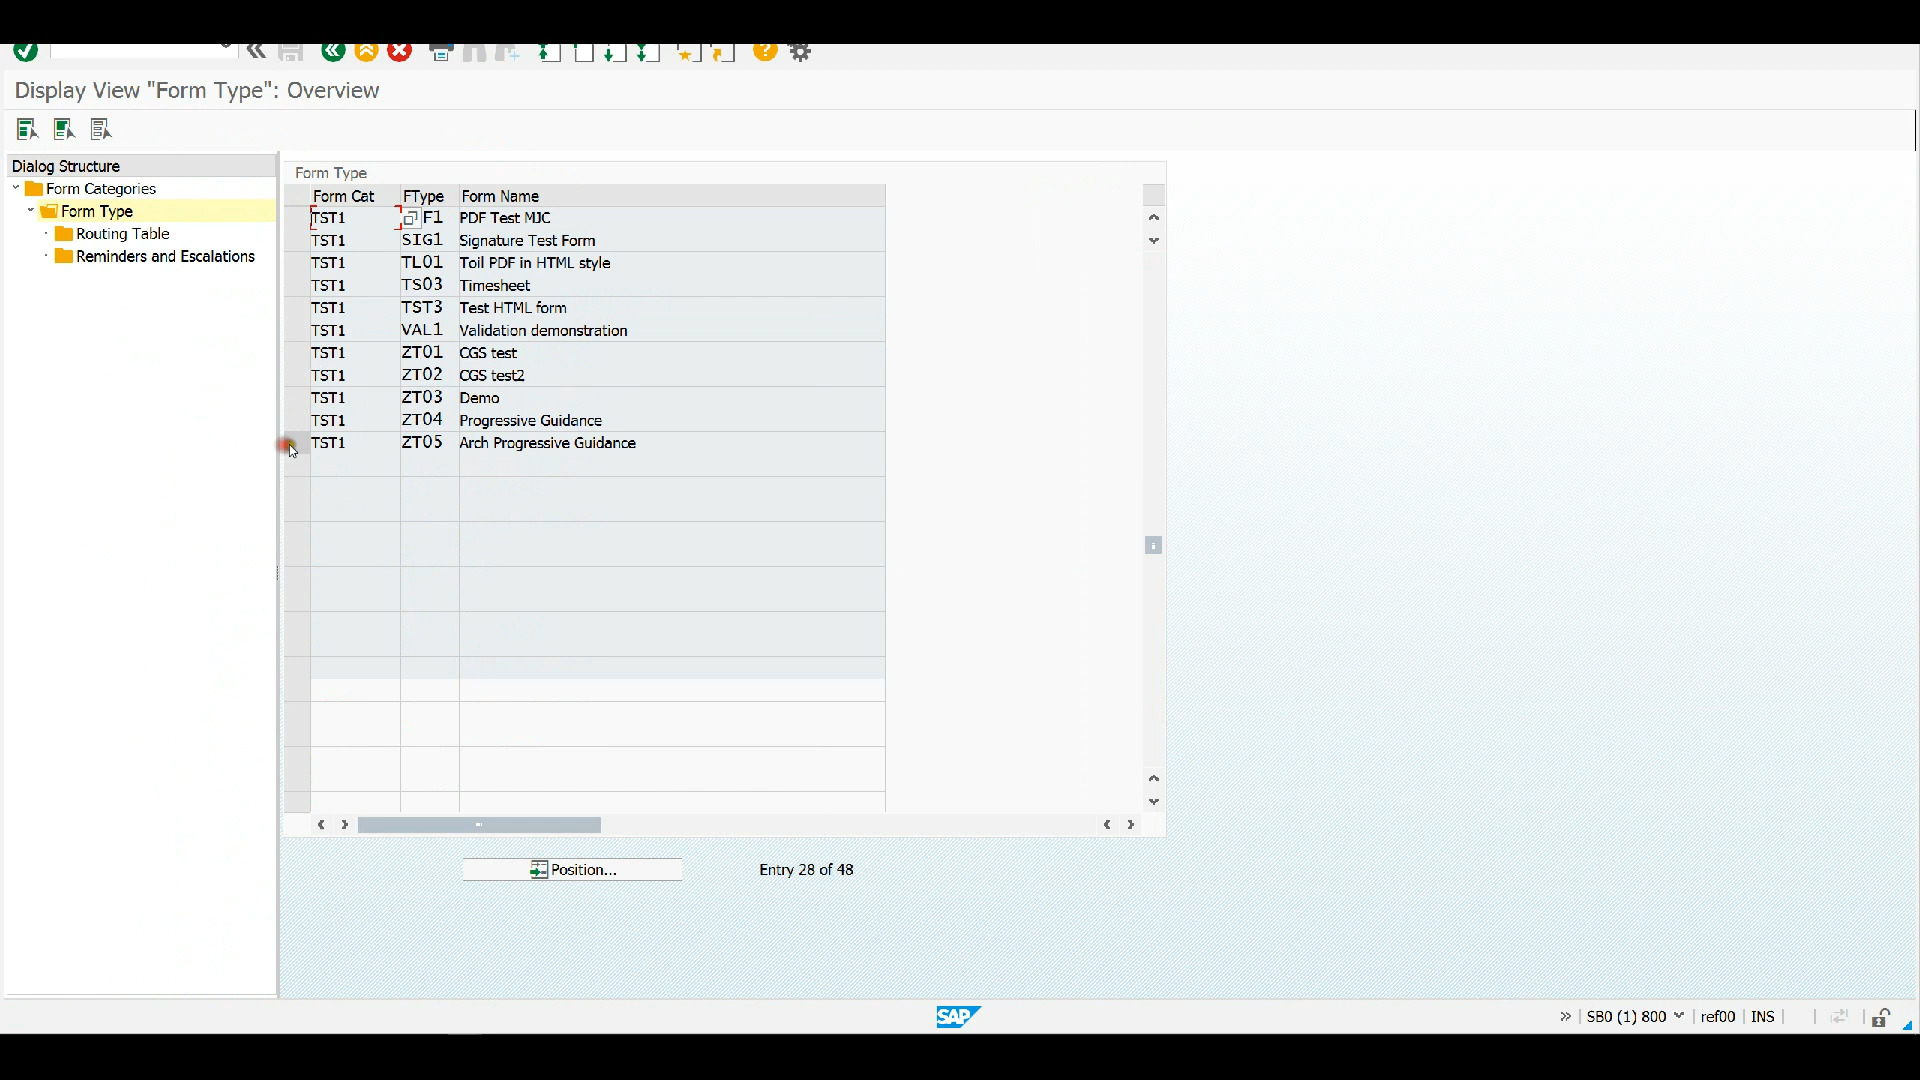 Display View "Form Type": Overview
Dialog Structure
Form Categories
Form Type
Routing Table
Reminders and Escalations
Form Type
Form Cat FType Form Name
TST1 F1 PDF Test MJC
TST1 SIG1 Signature Test Form
TST1 TL01 Toil PDF in HTML style
TST1 TS03 Timesheet
TST1 TST3 Test HTML form
TST1 VAL1 Validation demonstration
TST1 ZT01 CGS test
TST1 ZT02 CGS test2
TST1 ZT03 Demo
TST1 ZT04 Progressive Guidance
TST1 ZT05 Arch Progressive Guidance
Position...
Entry 28 of 48
SAP
SB0 (1) 800
ref00
INS